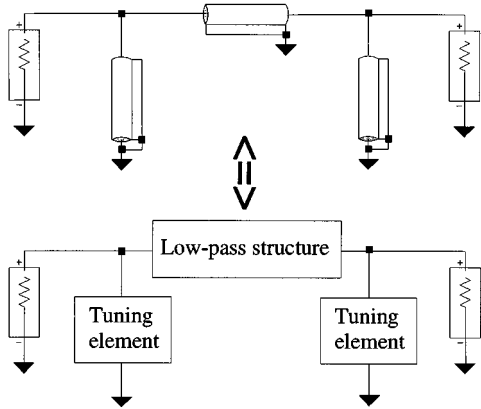 +
+
Low-pass structure
+
+
Tuning
element
Tuning
element